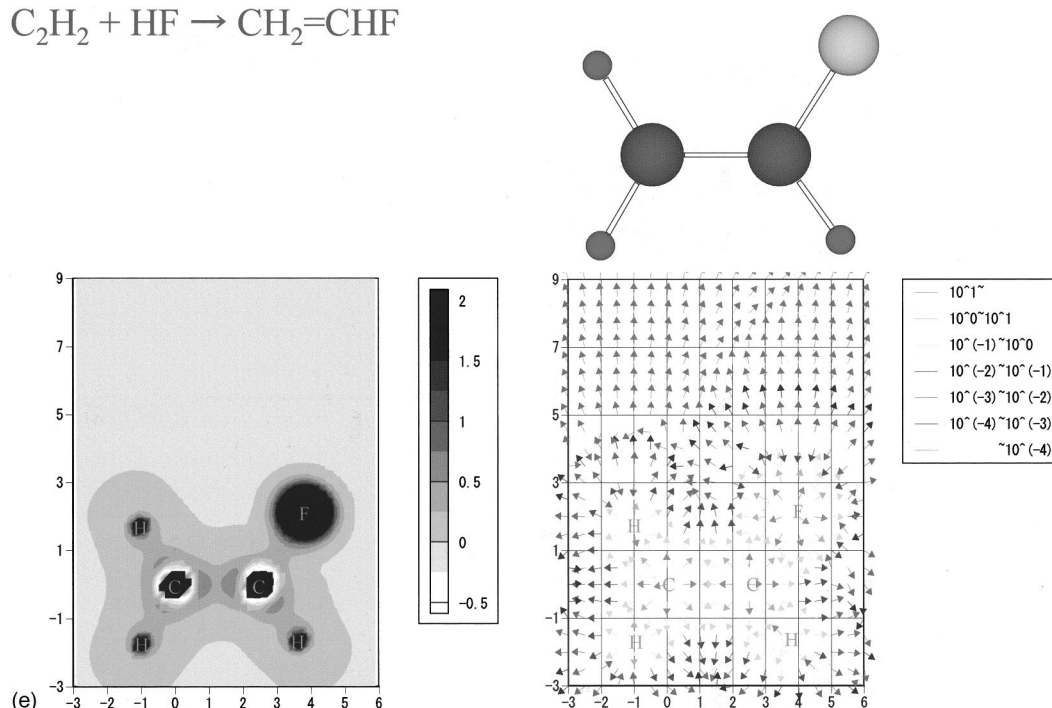 C₂H₂ + HF → CH₂=CHF
9
7
5
3
1
-1
-3
-3 -2 -1 0 1 2 3 4 5 6
H
F
C
C
H
H
2
1.5
1
0.5
0
-0.5
(e)
9
7
5
3
1
-1
-3
-3 -2 -1 0 1 2 3 4 5 6
H
F
C
C
H
H
10^1~
10^0~10^1
10^(-1)~10^0
10^(-2)~10^(-1)
10^(-3)~10^(-2)
10^(-4)~10^(-3)
~10^(-4)